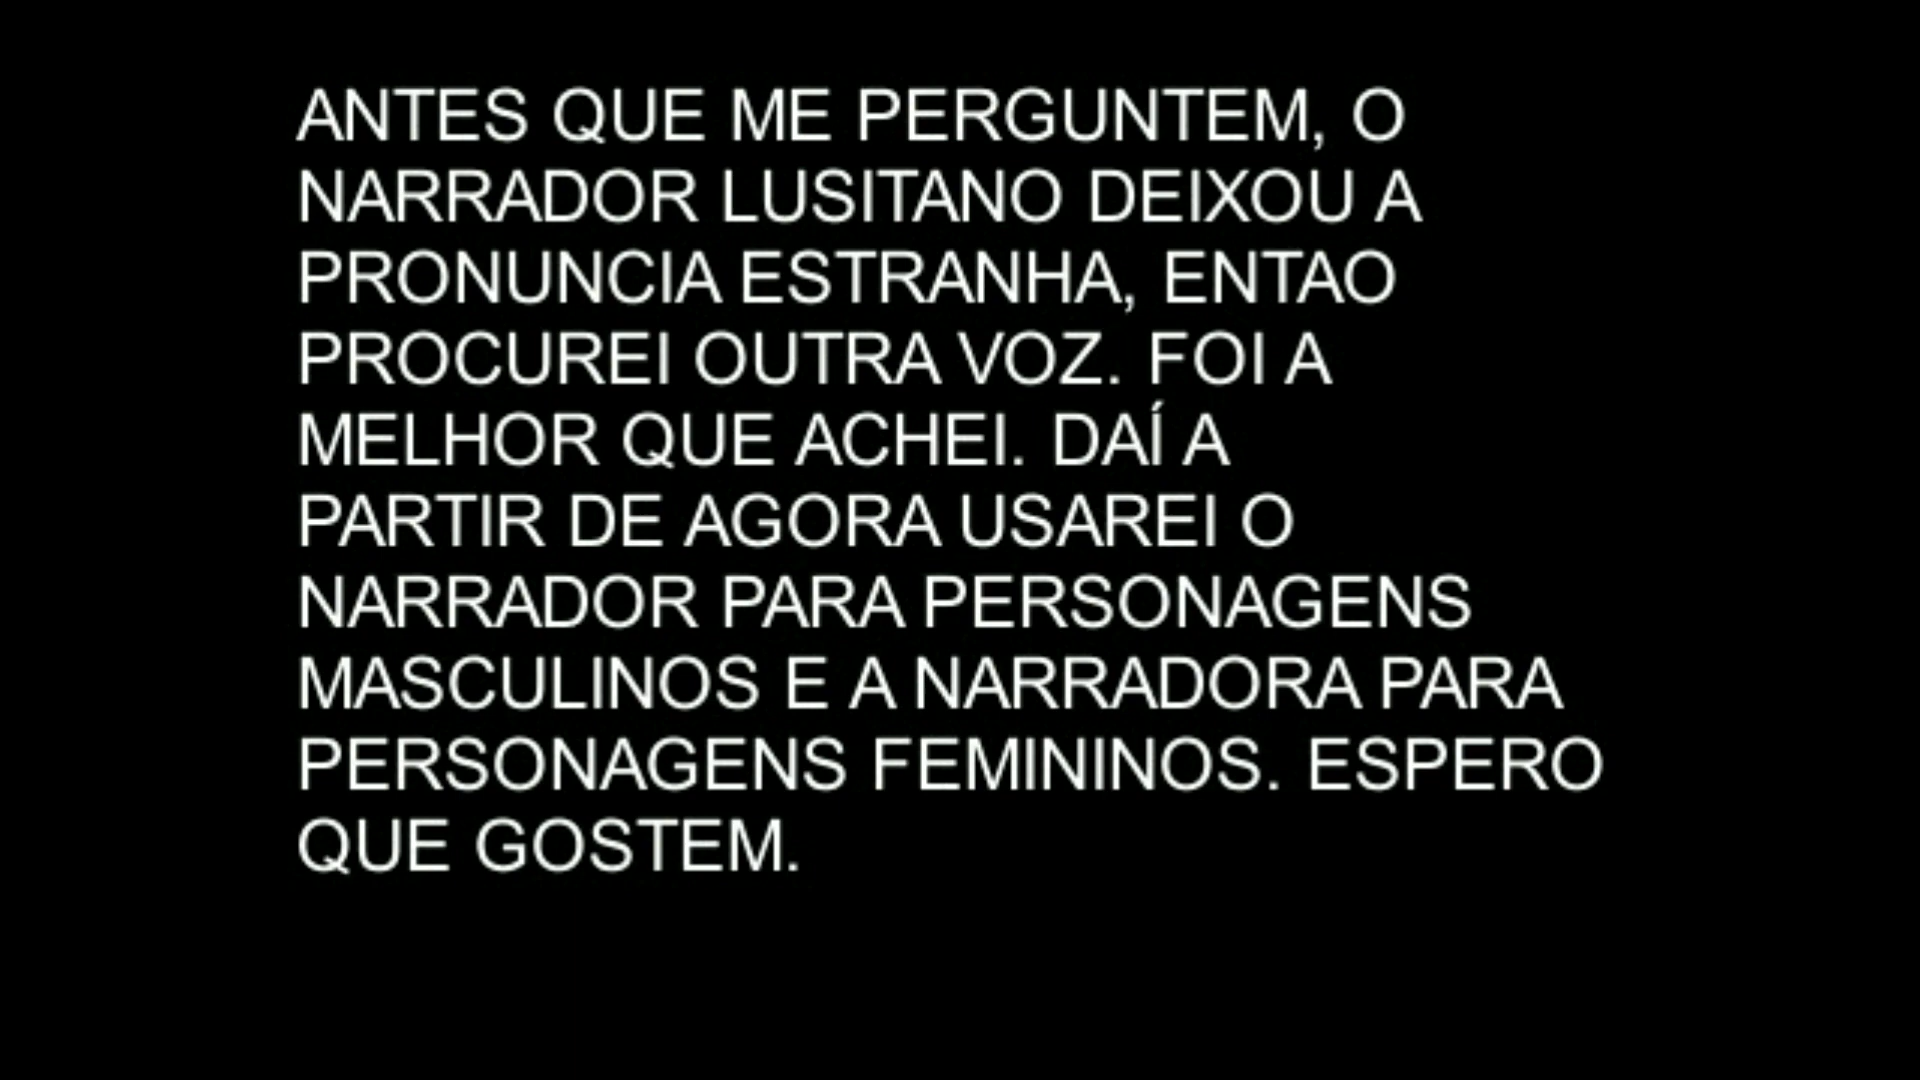 ANTES QUE ME PERGUNTEM, O
NARRADOR LUSITANO DEIXOU A
PRONUNCIA ESTRANHA, ENTAO
PROCUREI OUTRA VOZ. FOI A
MELHOR QUE ACHEI. DAÍ A
PARTIR DE AGORA USAREI O
NARRADOR PARA PERSONAGENS
MASCULINOS E A NARRADORA PARA
PERSONAGENS FEMININOS. ESPERO
QUE GOSTEM.